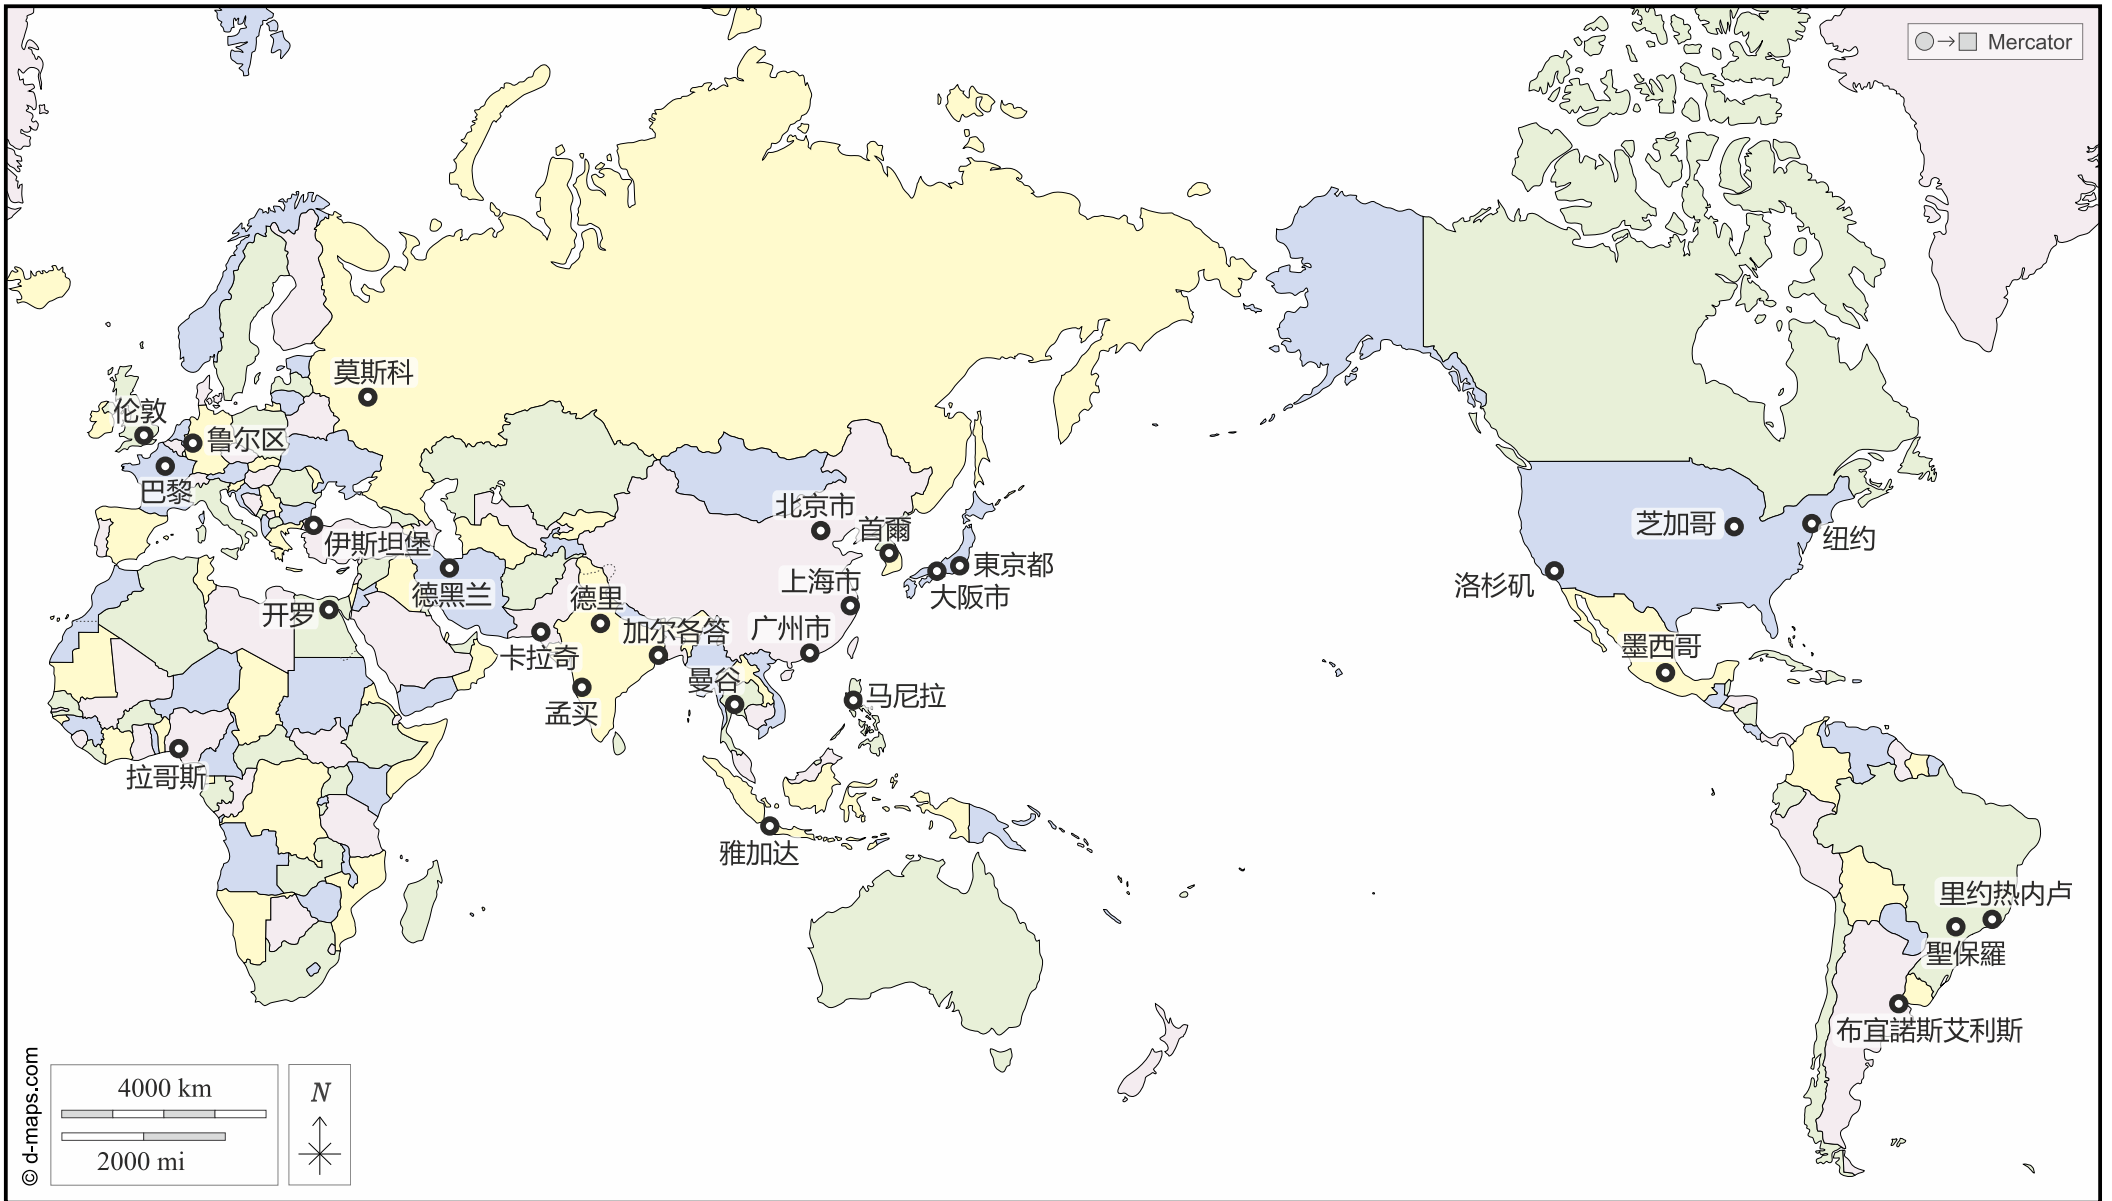 Mercator
莫斯科
伦敦
鲁尔区
巴黎
伊斯坦堡
北京市
首爾
芝加哥
纽约
東京都
大阪市
上海市
德黑兰
德里
洛杉矶
开罗
加尔各答
广州市
卡拉奇
墨西哥
曼谷
马尼拉
孟买
拉哥斯
雅加达
里约热内卢
聖保羅
布宜諾斯艾利斯
4000 km
2000 mi
N
© d-maps.com